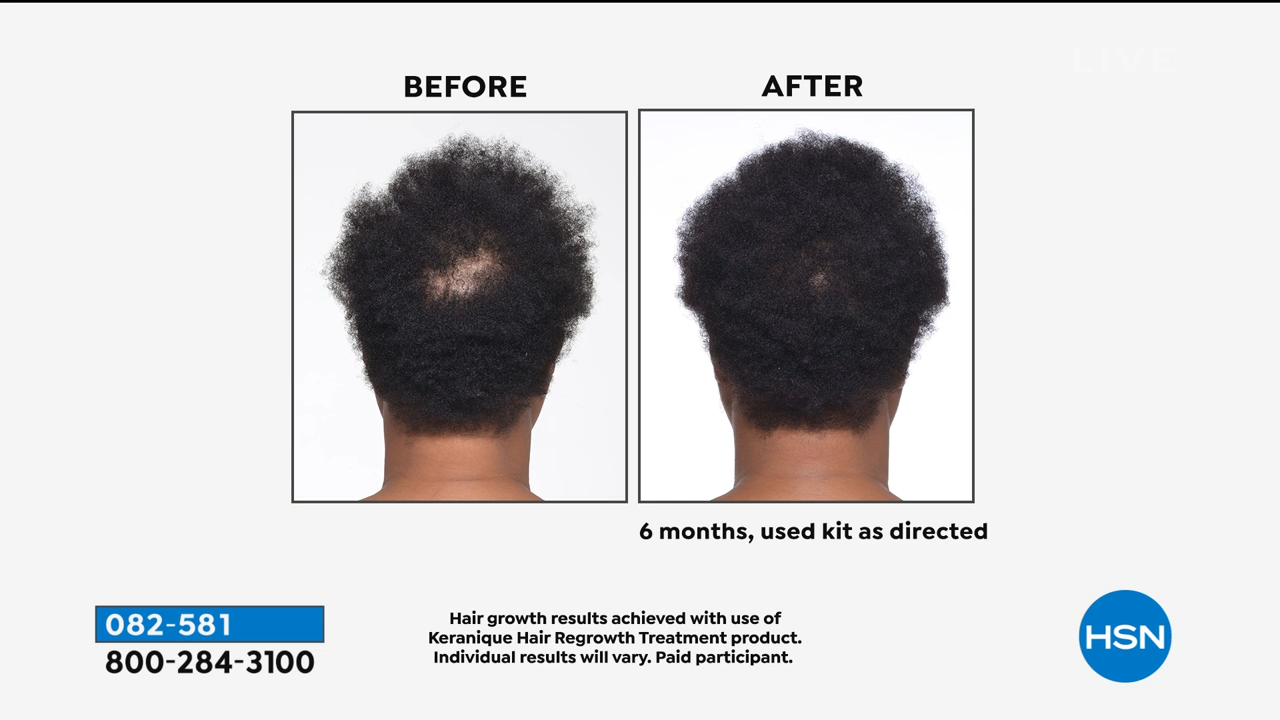 LIVE
BEFORE
AFTER
6 months, used kit as directed
082-581
800-284-3100
Hair growth results achieved with use of
Keranique Hair Regrowth Treatment product.
Individual results will vary. Paid participant.
HSN